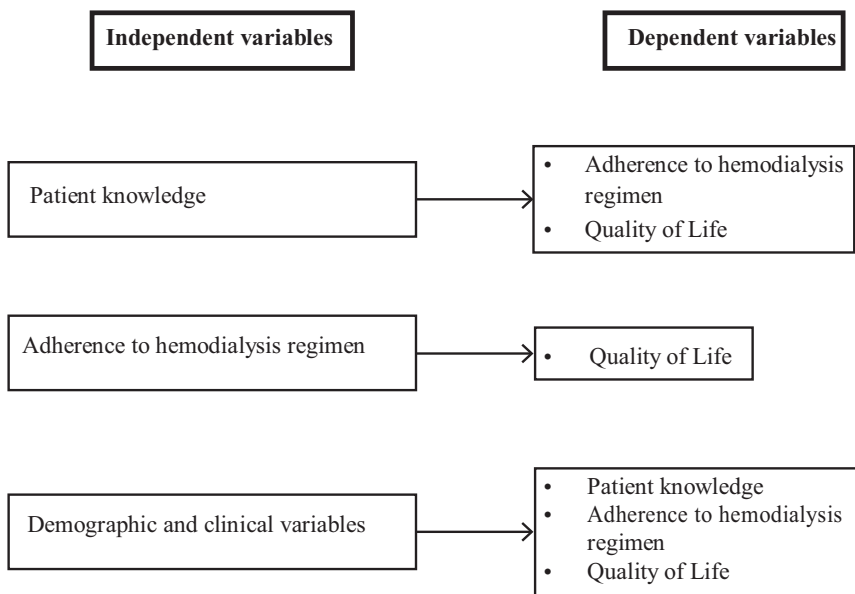 Independent variables
Dependent variables
Patient knowledge
• Adherence to hemodialysis
regimen
• Quality of Life
Adherence to hemodialysis regimen
• Quality of Life
Demographic and clinical variables
• Patient knowledge
• Adherence to hemodialysis
regimen
• Quality of Life